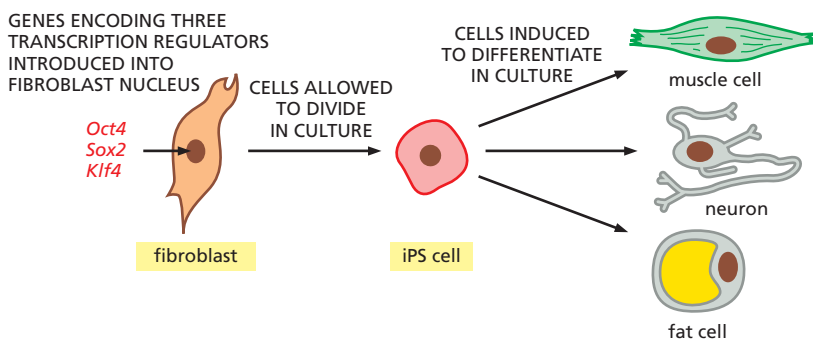 GENES ENCODING THREE
TRANSCRIPTION REGULATORS
INTRODUCED INTO
FIBROBLAST NUCLEUS
Oct4
Sox2
Klf4
CELLS ALLOWED
TO DIVIDE
IN CULTURE
CELLS INDUCED
TO DIFFERENTIATE
IN CULTURE
fibroblast
iPS cell
muscle cell
neuron
fat cell